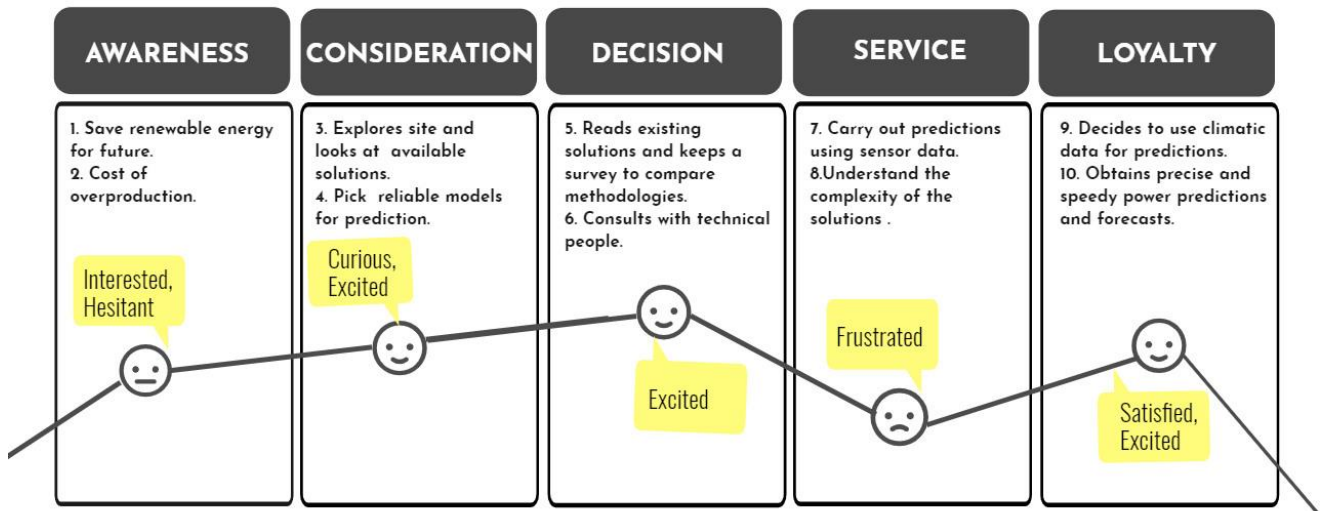 AWARENESS
CONSIDERATION
DECISION
SERVICE
LOYALTY
1. Save renewable energy
for future.
2. Cost of
overproduction.
3. Explores site and
looks at available
solutions.
4. Pick reliable models
for prediction.
5. Reads existing
solutions and keeps a
survey to compare
methodologies.
6. Consults with technical
people.
7. Carry out predictions
using sensor data.
8.Understand the
complexity of the
solutions .
9. Decides to use climatic
data for predictions.
10. Obtains precise and
speedy power predictions
and forecasts.
Interested,
Hesitant
Curious,
Excited
Excited
Frustrated
Satisfied,
Excited